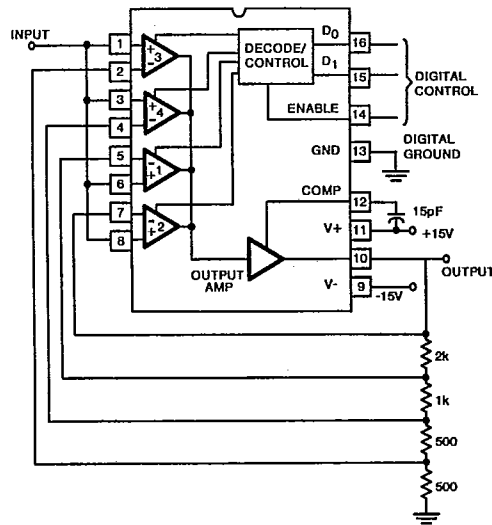 INPUT
1
+
3
2
−
3
+
4
4
−
5
−
1
6
+
7
−
2
8
+
DECODE/
CONTROL
D0
16
D1
15
ENABLE
14
DIGITAL
CONTROL
DIGITAL
GROUND
GND
13
COMP
12
15pF
V+
11
+15V
OUTPUT
AMP
10
OUTPUT
V-
9
-15V
2k
1k
500
500